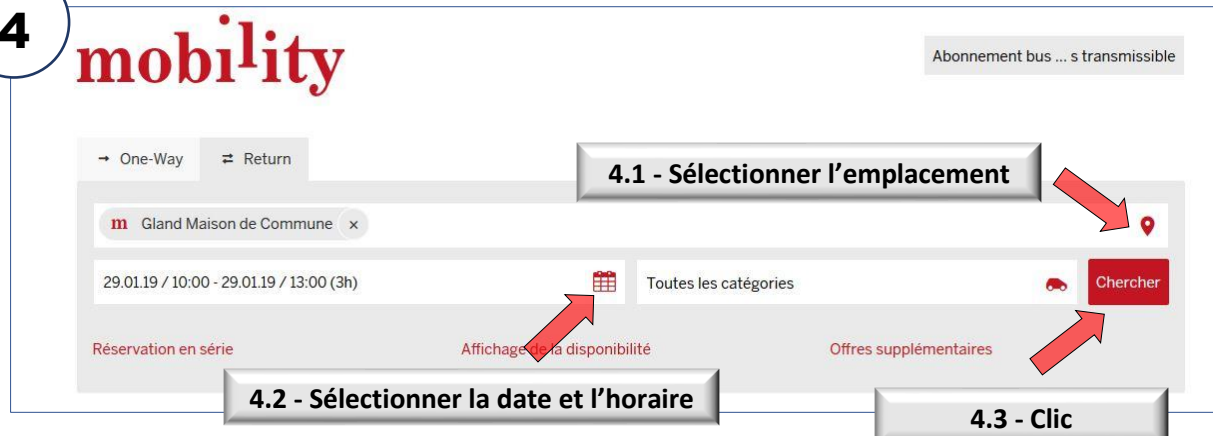 4
mobility
Abonnement bus ... s transmissible
→ One-Way ⇄ Return
4.1 - Sélectionner l’emplacement
m Gland Maison de Commune x
29.01.19 / 10:00 - 29.01.19 / 13:00 (3h) Toutes les catégories Chercher
Réservation en série Affichage de la disponibilité Offres supplémentaires
4.2 - Sélectionner la date et l’horaire
4.3 - Clic